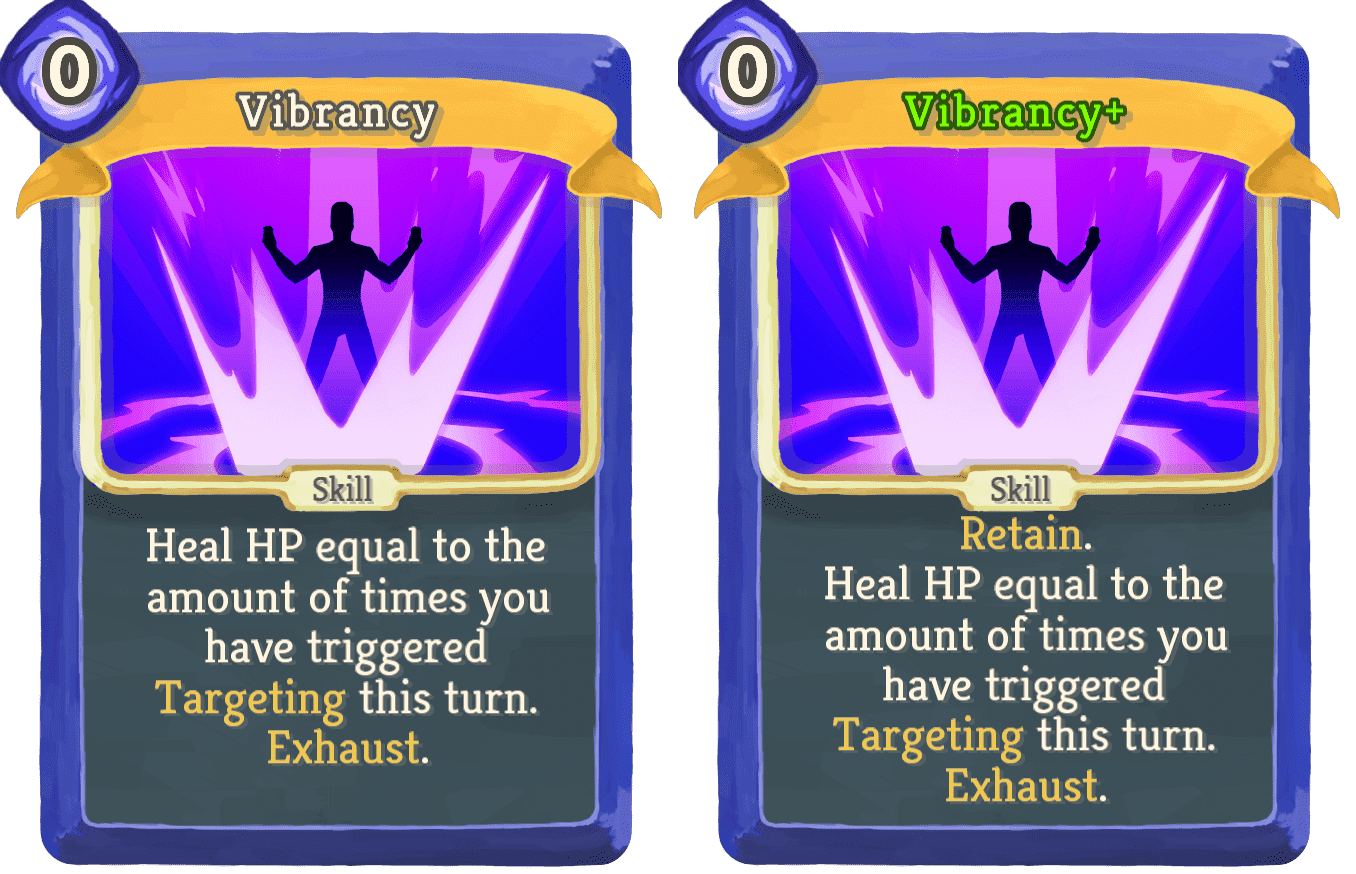 0
Vibrancy
Skill
Heal HP equal to the
amount of times you
have triggered
Targeting this turn.
Exhaust.
0
Vibrancy+
Skill
Retain.
Heal HP equal to the
amount of times you
have triggered
Targeting this turn.
Exhaust.